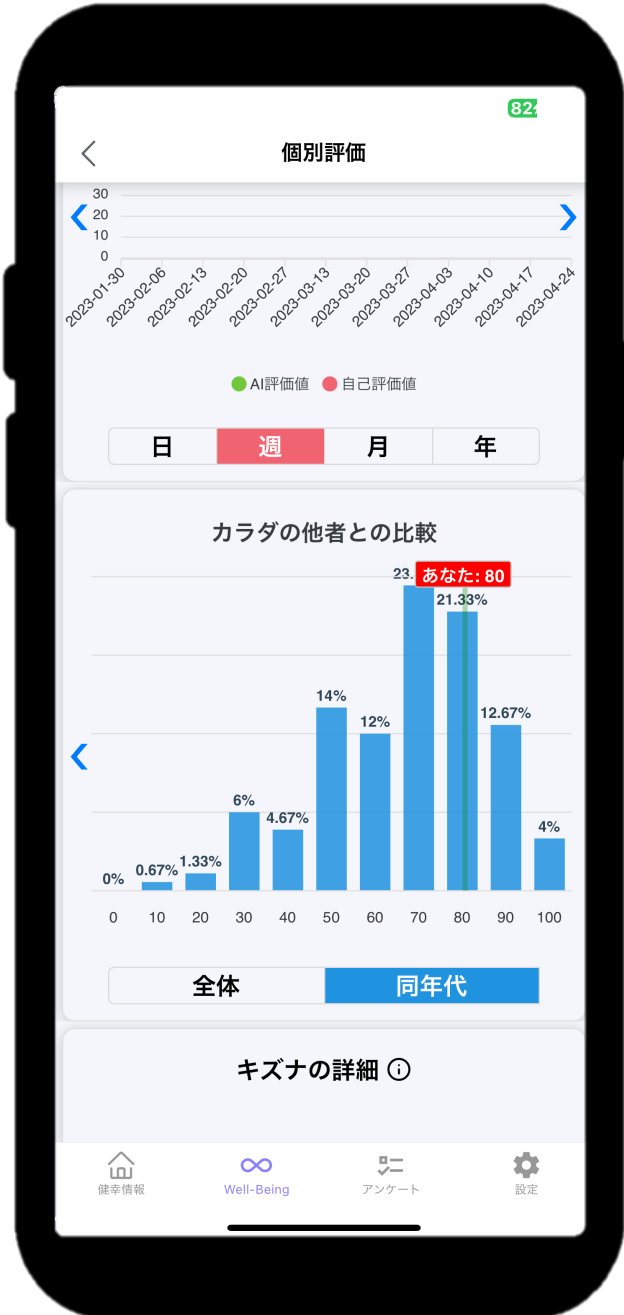 82
個別評価
30
20
10
0
2023-01-30 2023-02-06 2023-02-13 2023-02-20 2023-02-27 2023-03-13 2023-03-20 2023-03-27 2023-04-03 2023-04-10 2023-04-17 2023-04-24
AI評価値 自己評価値
日 週 月 年
カラダの他者との比較
23. あなた: 80
21.33%
14% 12% 12.67%
6% 4.67% 4%
0% 0.67% 1.33%
0 10 20 30 40 50 60 70 80 90 100
全体 同年代
キズナの詳細
健幸情報 Well-Being アンケート 設定